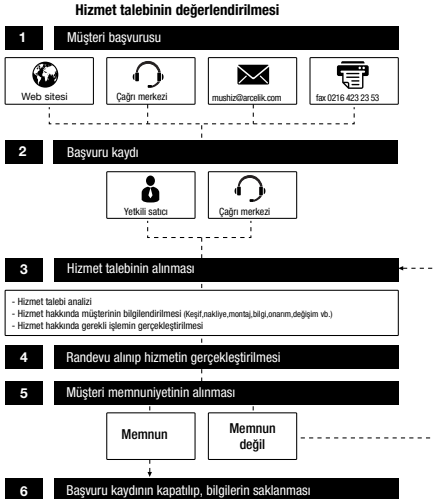 Hizmet talebinin değerlendirilmesi
1 Müşteri başvurusu
Web sitesi
Çağrı merkezi
mushiz@arcelik.com
fax 0216 423 23 53
2 Başvuru kaydı
Yetkili satıcı
Çağrı merkezi
3 Hizmet talebinin alınması
- Hizmet talebi analizi
- Hizmet hakkında müşterinin bilgilendirilmesi (Keşif,nakliye,montaj,bilgi,onarım,değişim vb.)
- Hizmet hakkında gerekli işlemin gerçekleştirilmesi
4 Randevu alınıp hizmetin gerçekleştirilmesi
5 Müşteri memnuniyetinin alınması
Memnun
Memnun
değil
6 Başvuru kaydının kapatılıp, bilgilerin saklanması